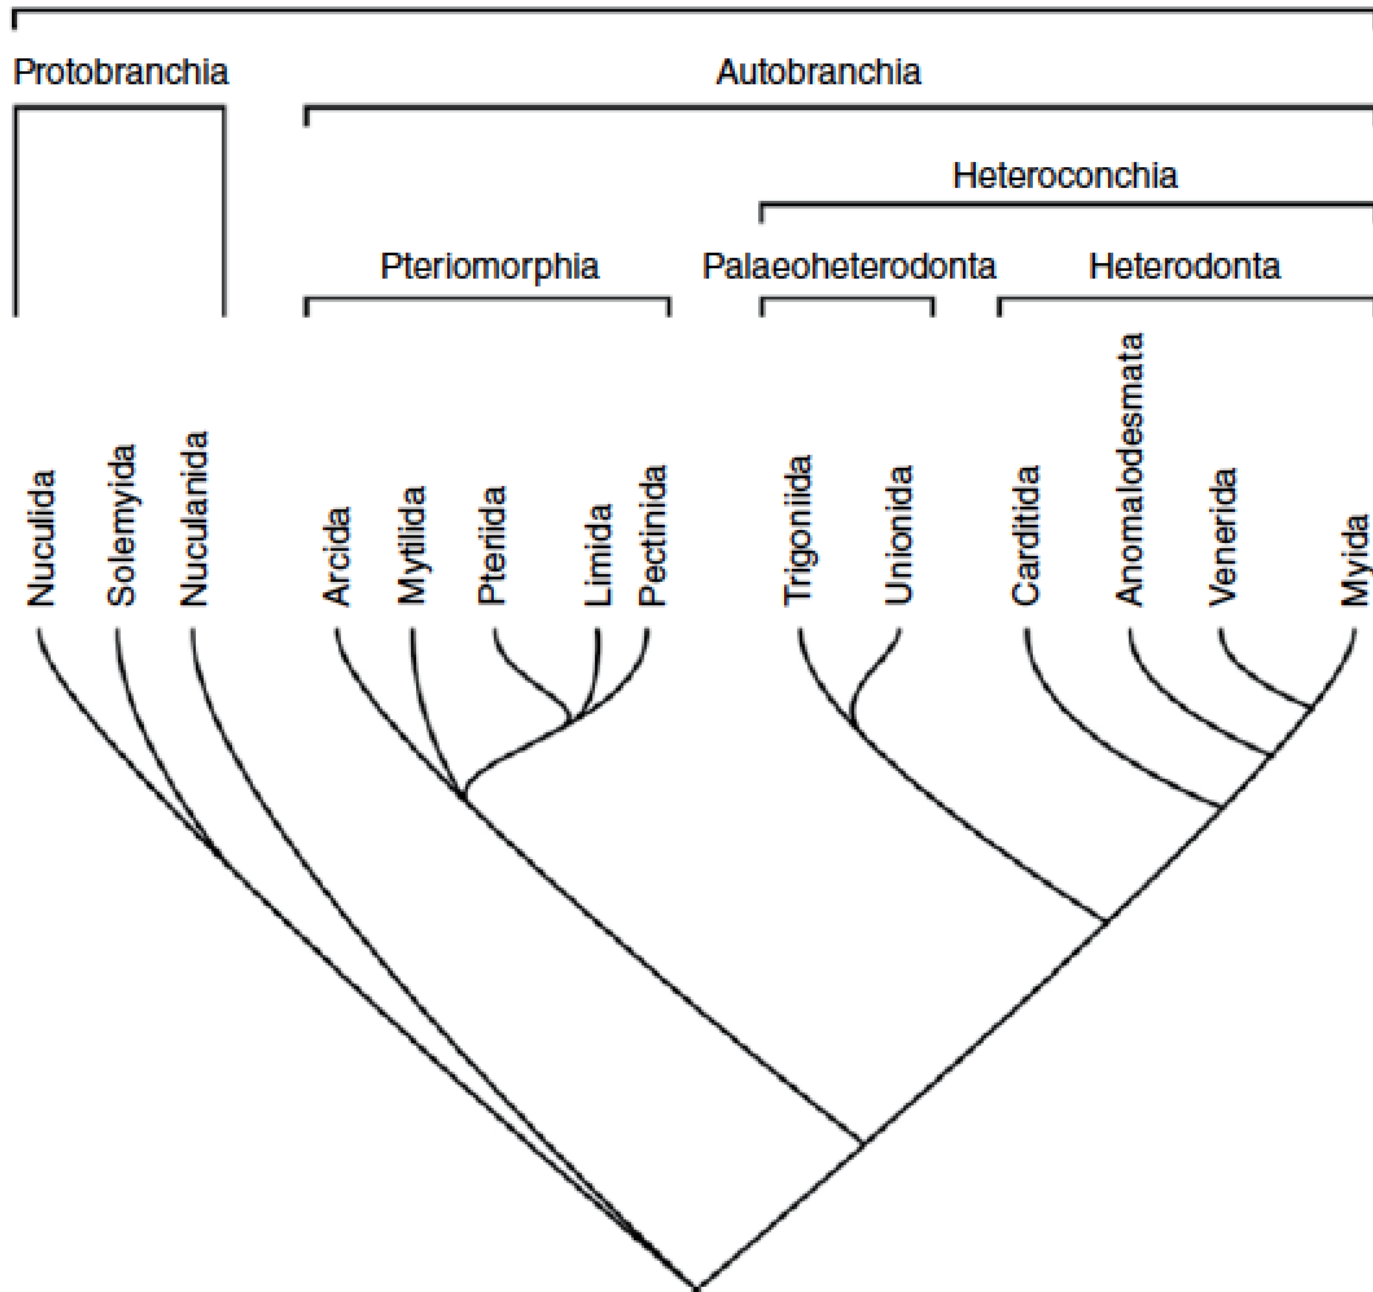 Protobranchia
Autobranchia
Heteroconchia
Pteriomorphia
Palaeoheterodonta
Heterodonta
Nuculida
Solemyida
Nuculanida
Arcida
Mytilida
Pteriida
Limida
Pectinida
Trigoniida
Unionida
Carditida
Anomalodesmata
Venerida
Myida